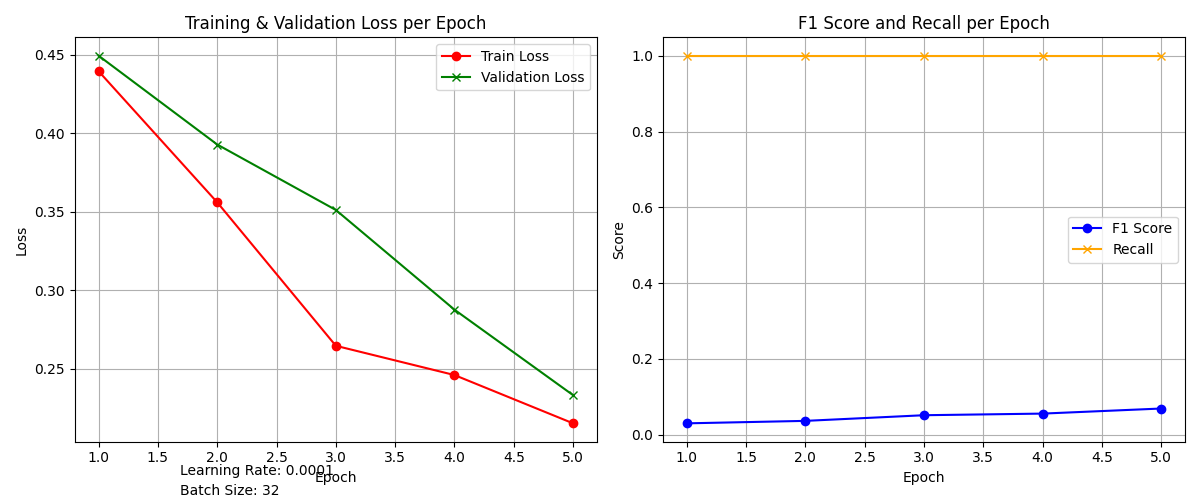 Training & Validation Loss per Epoch
Train Loss
Validation Loss
0.45
0.40
0.35
0.30
0.25
Loss
1.0 1.5 2.0 2.5 3.0 3.5 4.0 4.5 5.0
Epoch
Learning Rate: 0.0001
Batch Size: 32
F1 Score and Recall per Epoch
1.0
0.8
0.6
0.4
0.2
0.0
Score
F1 Score
Recall
1.0 1.5 2.0 2.5 3.0 3.5 4.0 4.5 5.0
Epoch